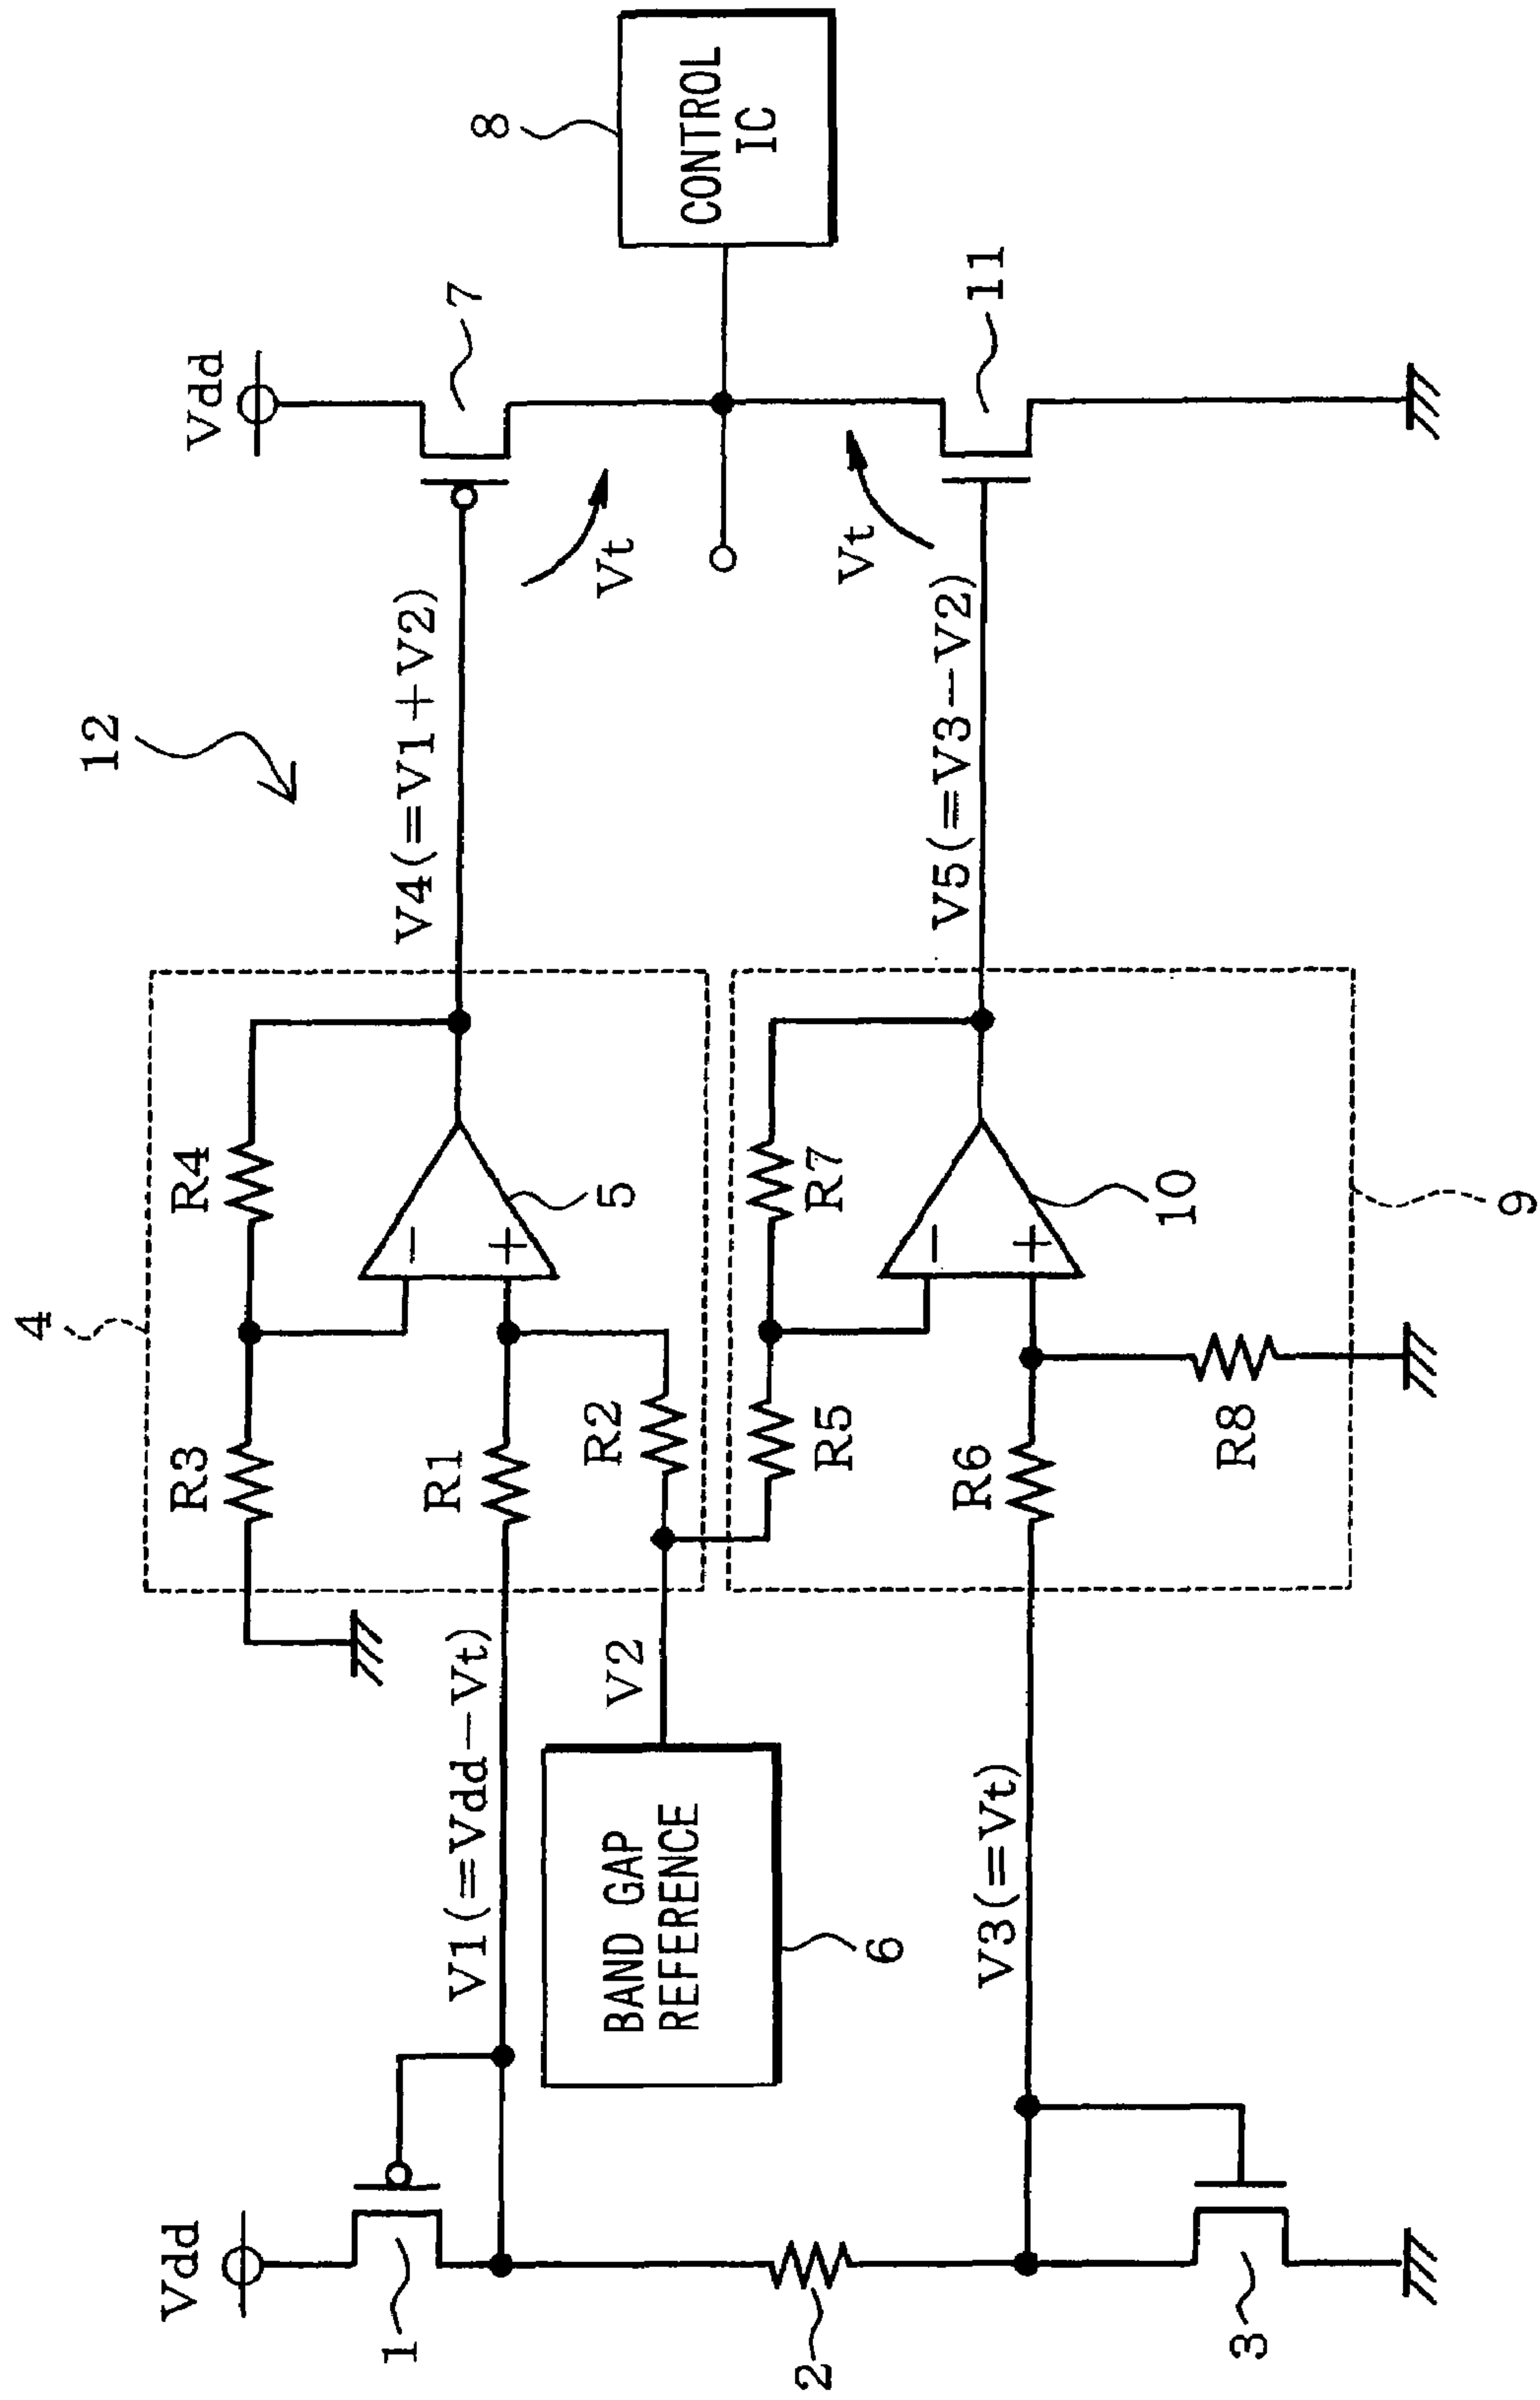 12
4
R3
R4
Vdd
1
V1(=Vdd−Vt)
R1
5
V4(=V1+V2)
Vdd
7
Vt
BAND GAP
REFERENCE
6
V2
R2
8
CONTROL
IC
2
R5
R7
Vt
V3(=Vt)
R6
10
V5(=V3−V2)
11
3
R8
9
−
+
−
+